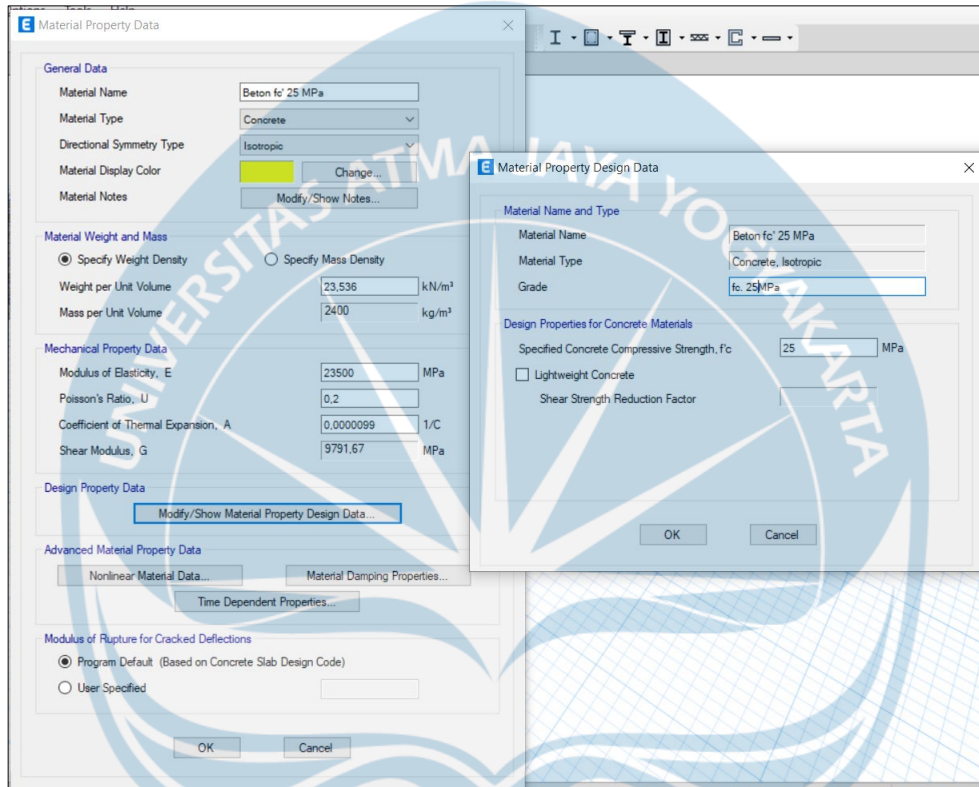 Options Tools Help
Material Property Data
General Data
Material Name Beton fc' 25 MPa
Material Type Concrete
Directional Symmetry Type Isotropic
Material Display Color Change...
Material Notes Modify/Show Notes...
Material Weight and Mass
Specify Weight Density Specify Mass Density
Weight per Unit Volume 23,536 kN/m³
Mass per Unit Volume 2400 kg/m³
Mechanical Property Data
Modulus of Elasticity, E 23500 MPa
Poisson's Ratio, U 0,2
Coefficient of Thermal Expansion, A 0,0000099 1/C
Shear Modulus, G 9791,67 MPa
Design Property Data
Modify/Show Material Property Design Data...
Advanced Material Property Data
Nonlinear Material Data... Material Damping Properties...
Time Dependent Properties...
Modulus of Rupture for Cracked Deflections
Program Default (Based on Concrete Slab Design Code)
User Specified
OK Cancel
Material Property Design Data
Material Name and Type
Material Name Beton fc' 25 MPa
Material Type Concrete, Isotropic
Grade fc. 25MPa
Design Properties for Concrete Materials
Specified Concrete Compressive Strength, f'c 25 MPa
Lightweight Concrete
Shear Strength Reduction Factor
OK Cancel
UNIVERSITAS ATMA JAYA YOGYAKARTA